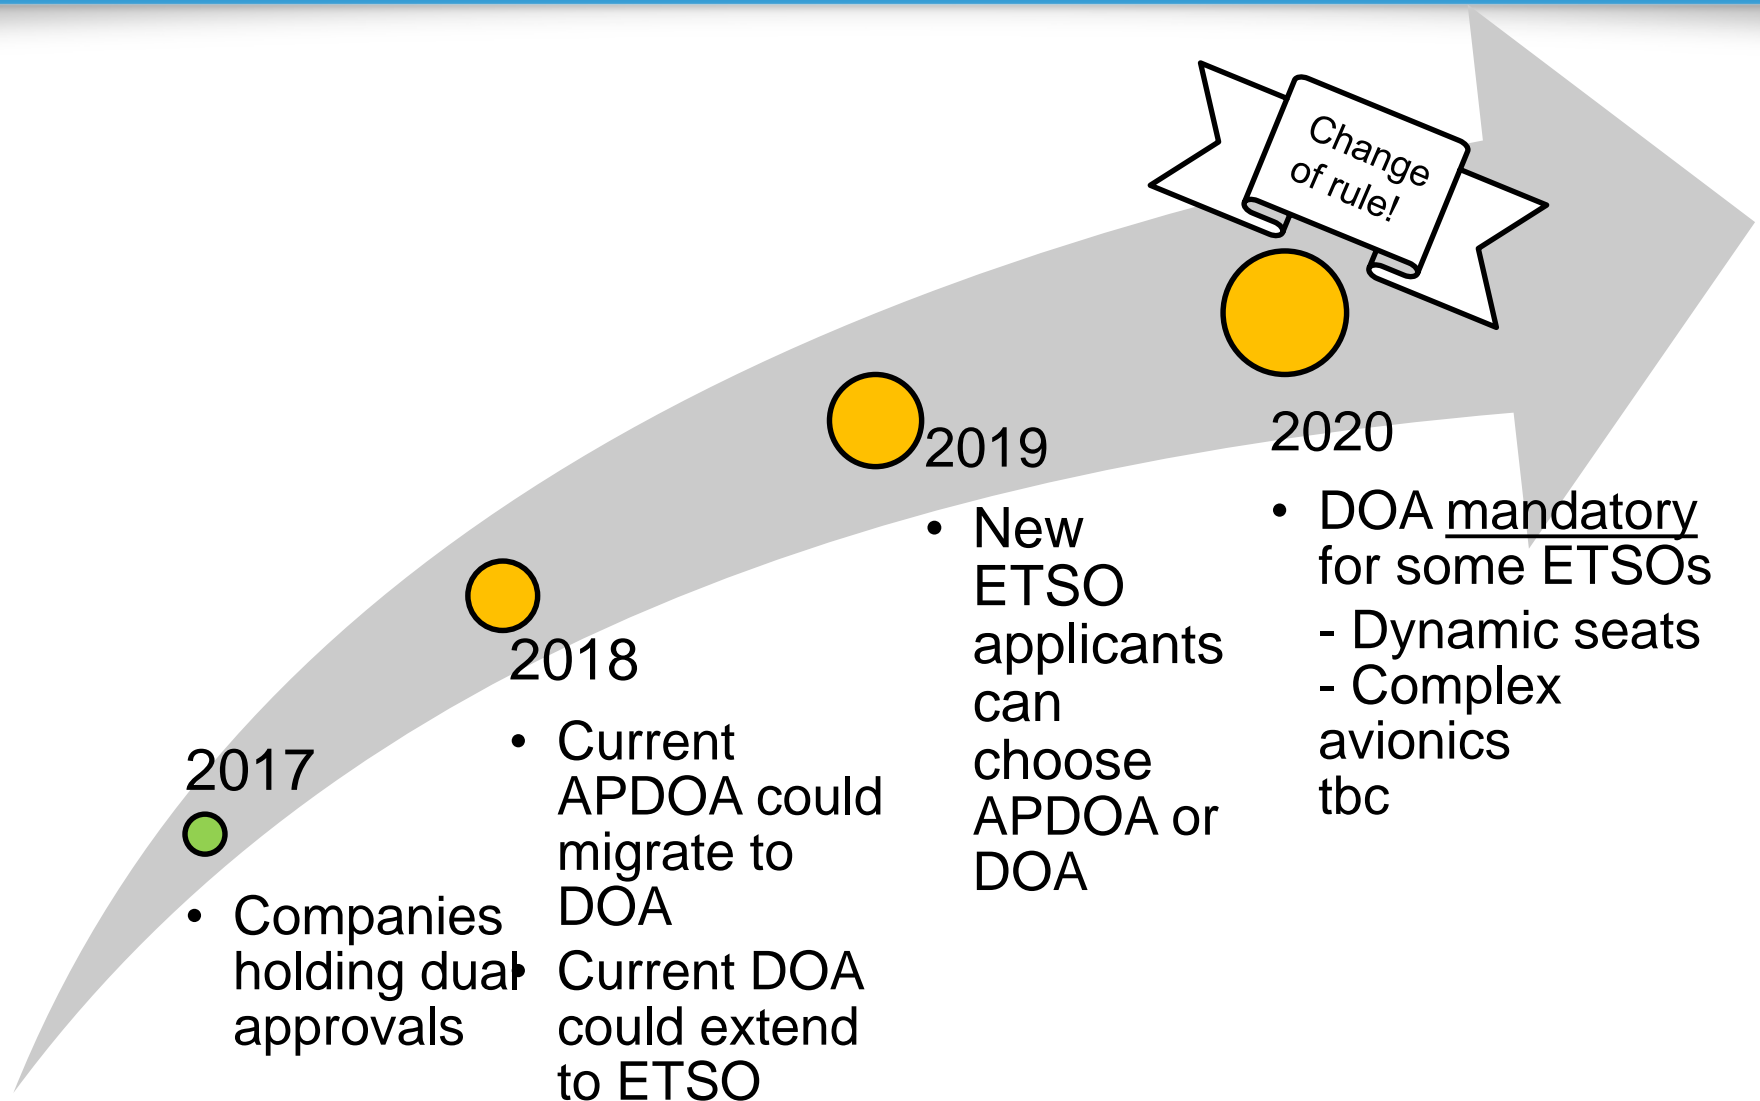 Change
of rule!
2017
• Companies
holding dual
approvals
2018
• Current
APDOA could
migrate to
DOA
• Current DOA
could extend
to ETSO
2019
• New
ETSO
applicants
can
choose
APDOA or
DOA
2020
• DOA mandatory
for some ETSOs
- Dynamic seats
- Complex
avionics
tbc